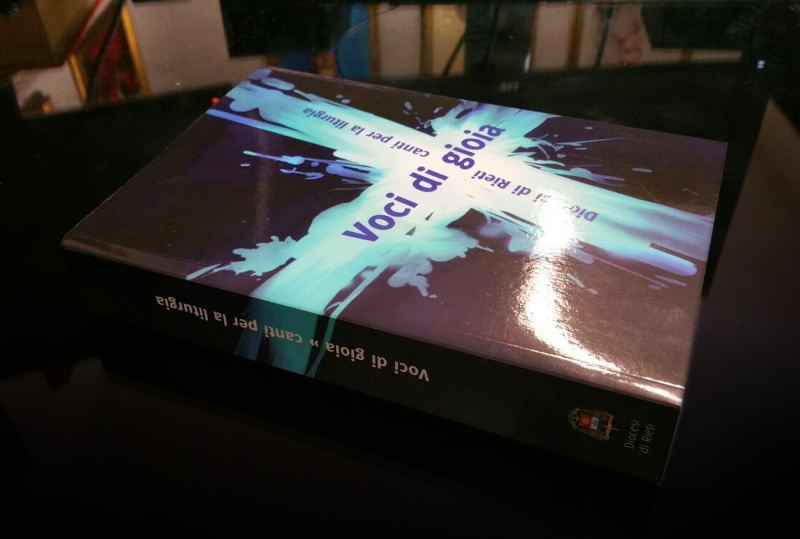 Voci di gioia
canti per la liturgia
Diocesi di Rieti
Voci di gioia » canti per la liturgia
Diocesi
di Rieti